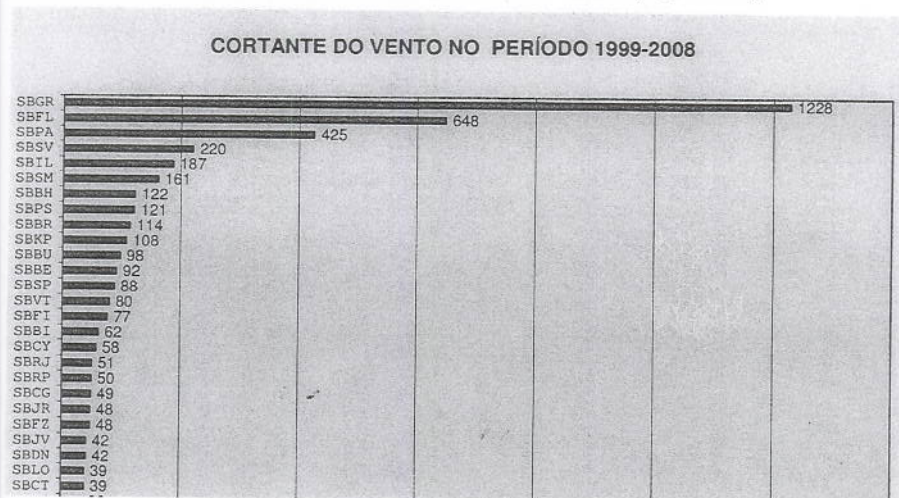 CORTANTE DO VENTO NO PERÍODO 1999-2008
SBGR 1228
SBFL 648
SBPA 425
SBSV 220
SBIL 187
SBSM 161
SBBH 122
SBPS 121
SBBR 114
SBKP 108
SBBU 98
SBBE 92
SBSP 88
SBVT 80
SBFI 77
SBBI 62
SBCY 58
SBRJ 51
SBRP 50
SBCG 49
SBJR 48
SBFZ 48
SBJV 42
SBDN 42
SBLO 39
SBCT 39